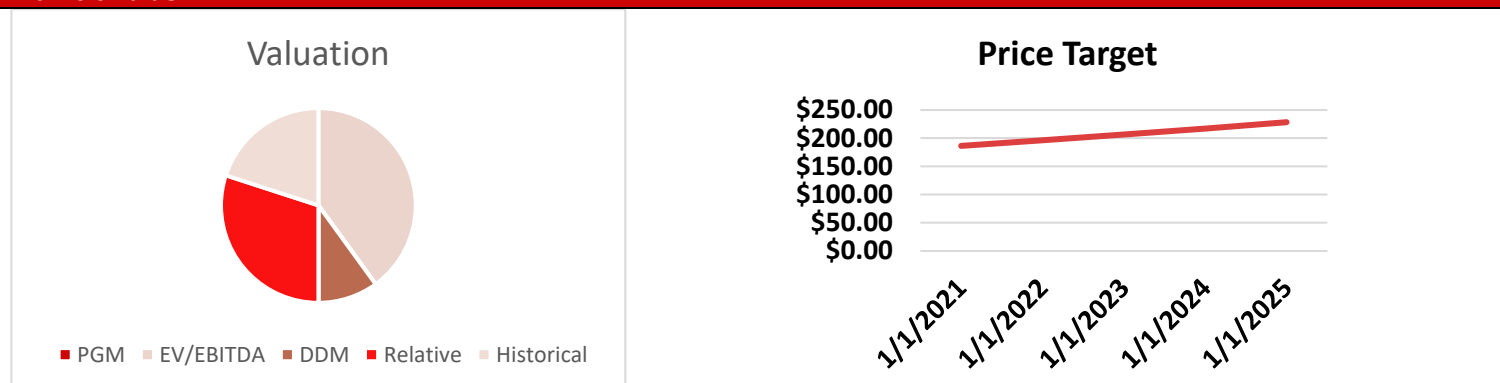 Valuation
PGM EV/EBITDA DDM Relative Historical
Price Target
$250.00
$200.00
$150.00
$100.00
$50.00
$0.00
1/1/2021 1/1/2022 1/1/2023 1/1/2024 1/1/2025